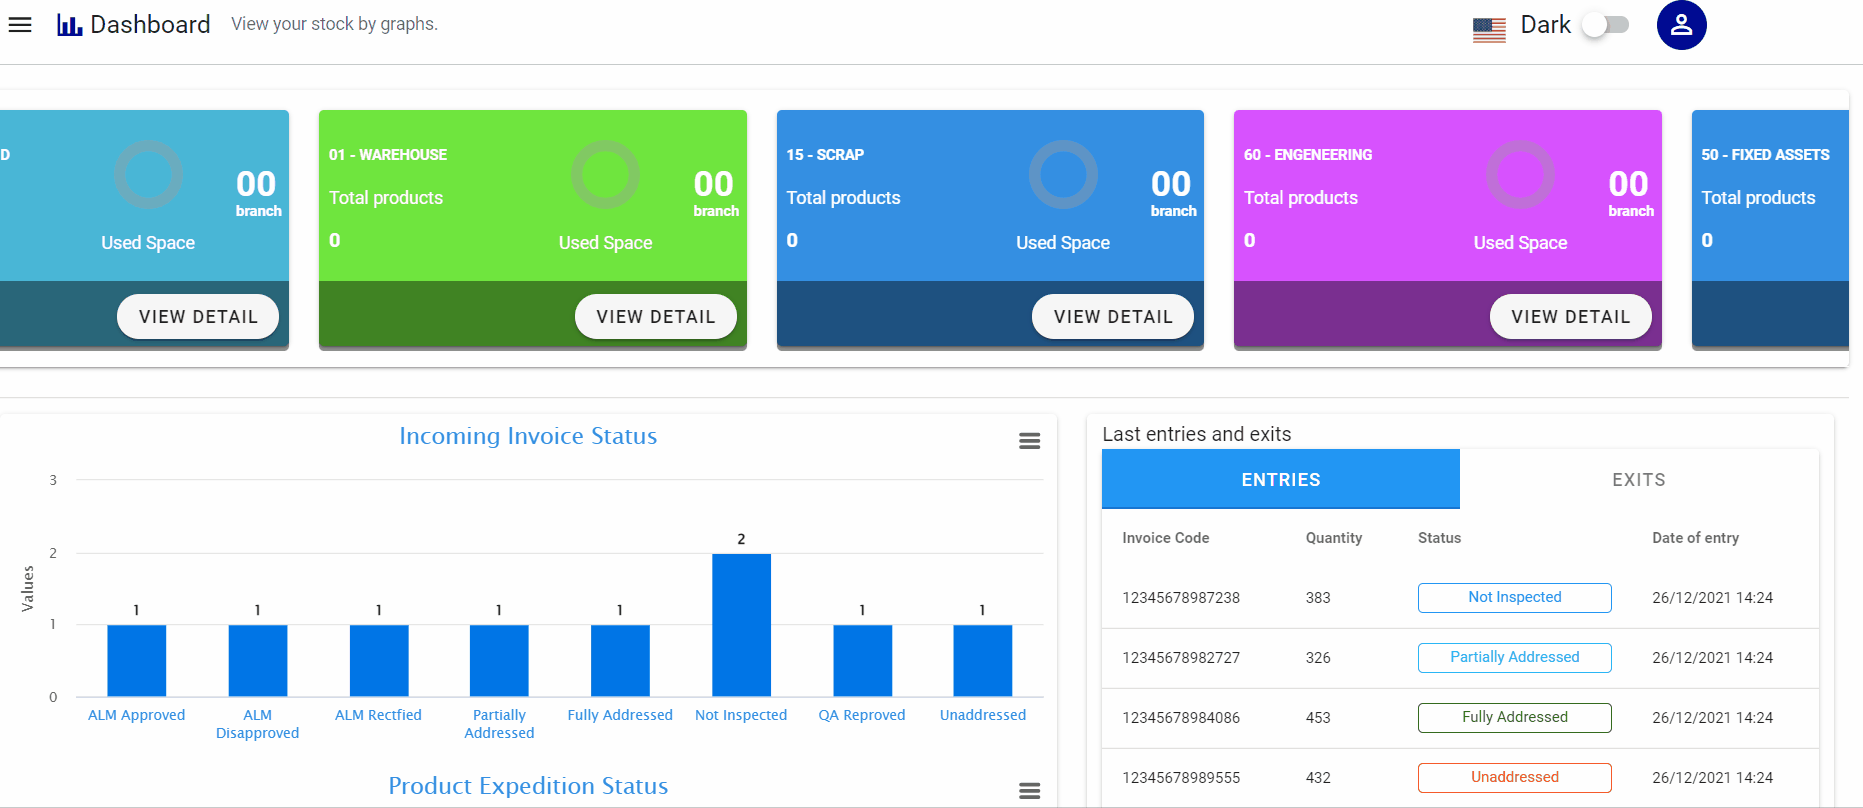 Dashboard View your stock by graphs. Dark
D
00
branch
Used Space
VIEW DETAIL
01 - WAREHOUSE
Total products
0
00
branch
Used Space
VIEW DETAIL
15 - SCRAP
Total products
0
00
branch
Used Space
VIEW DETAIL
60 - ENGENEERING
Total products
0
00
branch
Used Space
VIEW DETAIL
50 - FIXED ASSETS
Total products
0
Incoming Invoice Status
Values
3
2
1
0
1
1
1
1
1
2
1
1
ALM Approved
ALM
Disapproved
ALM Rectfied
Partially
Addressed
Fully Addressed
Not Inspected
QA Reproved
Unaddressed
Product Expedition Status
Last entries and exits
ENTRIES EXITS
Invoice Code Quantity Status Date of entry
12345678987238 383 Not Inspected 26/12/2021 14:24
12345678982727 326 Partially Addressed 26/12/2021 14:24
12345678984086 453 Fully Addressed 26/12/2021 14:24
12345678989555 432 Unaddressed 26/12/2021 14:24